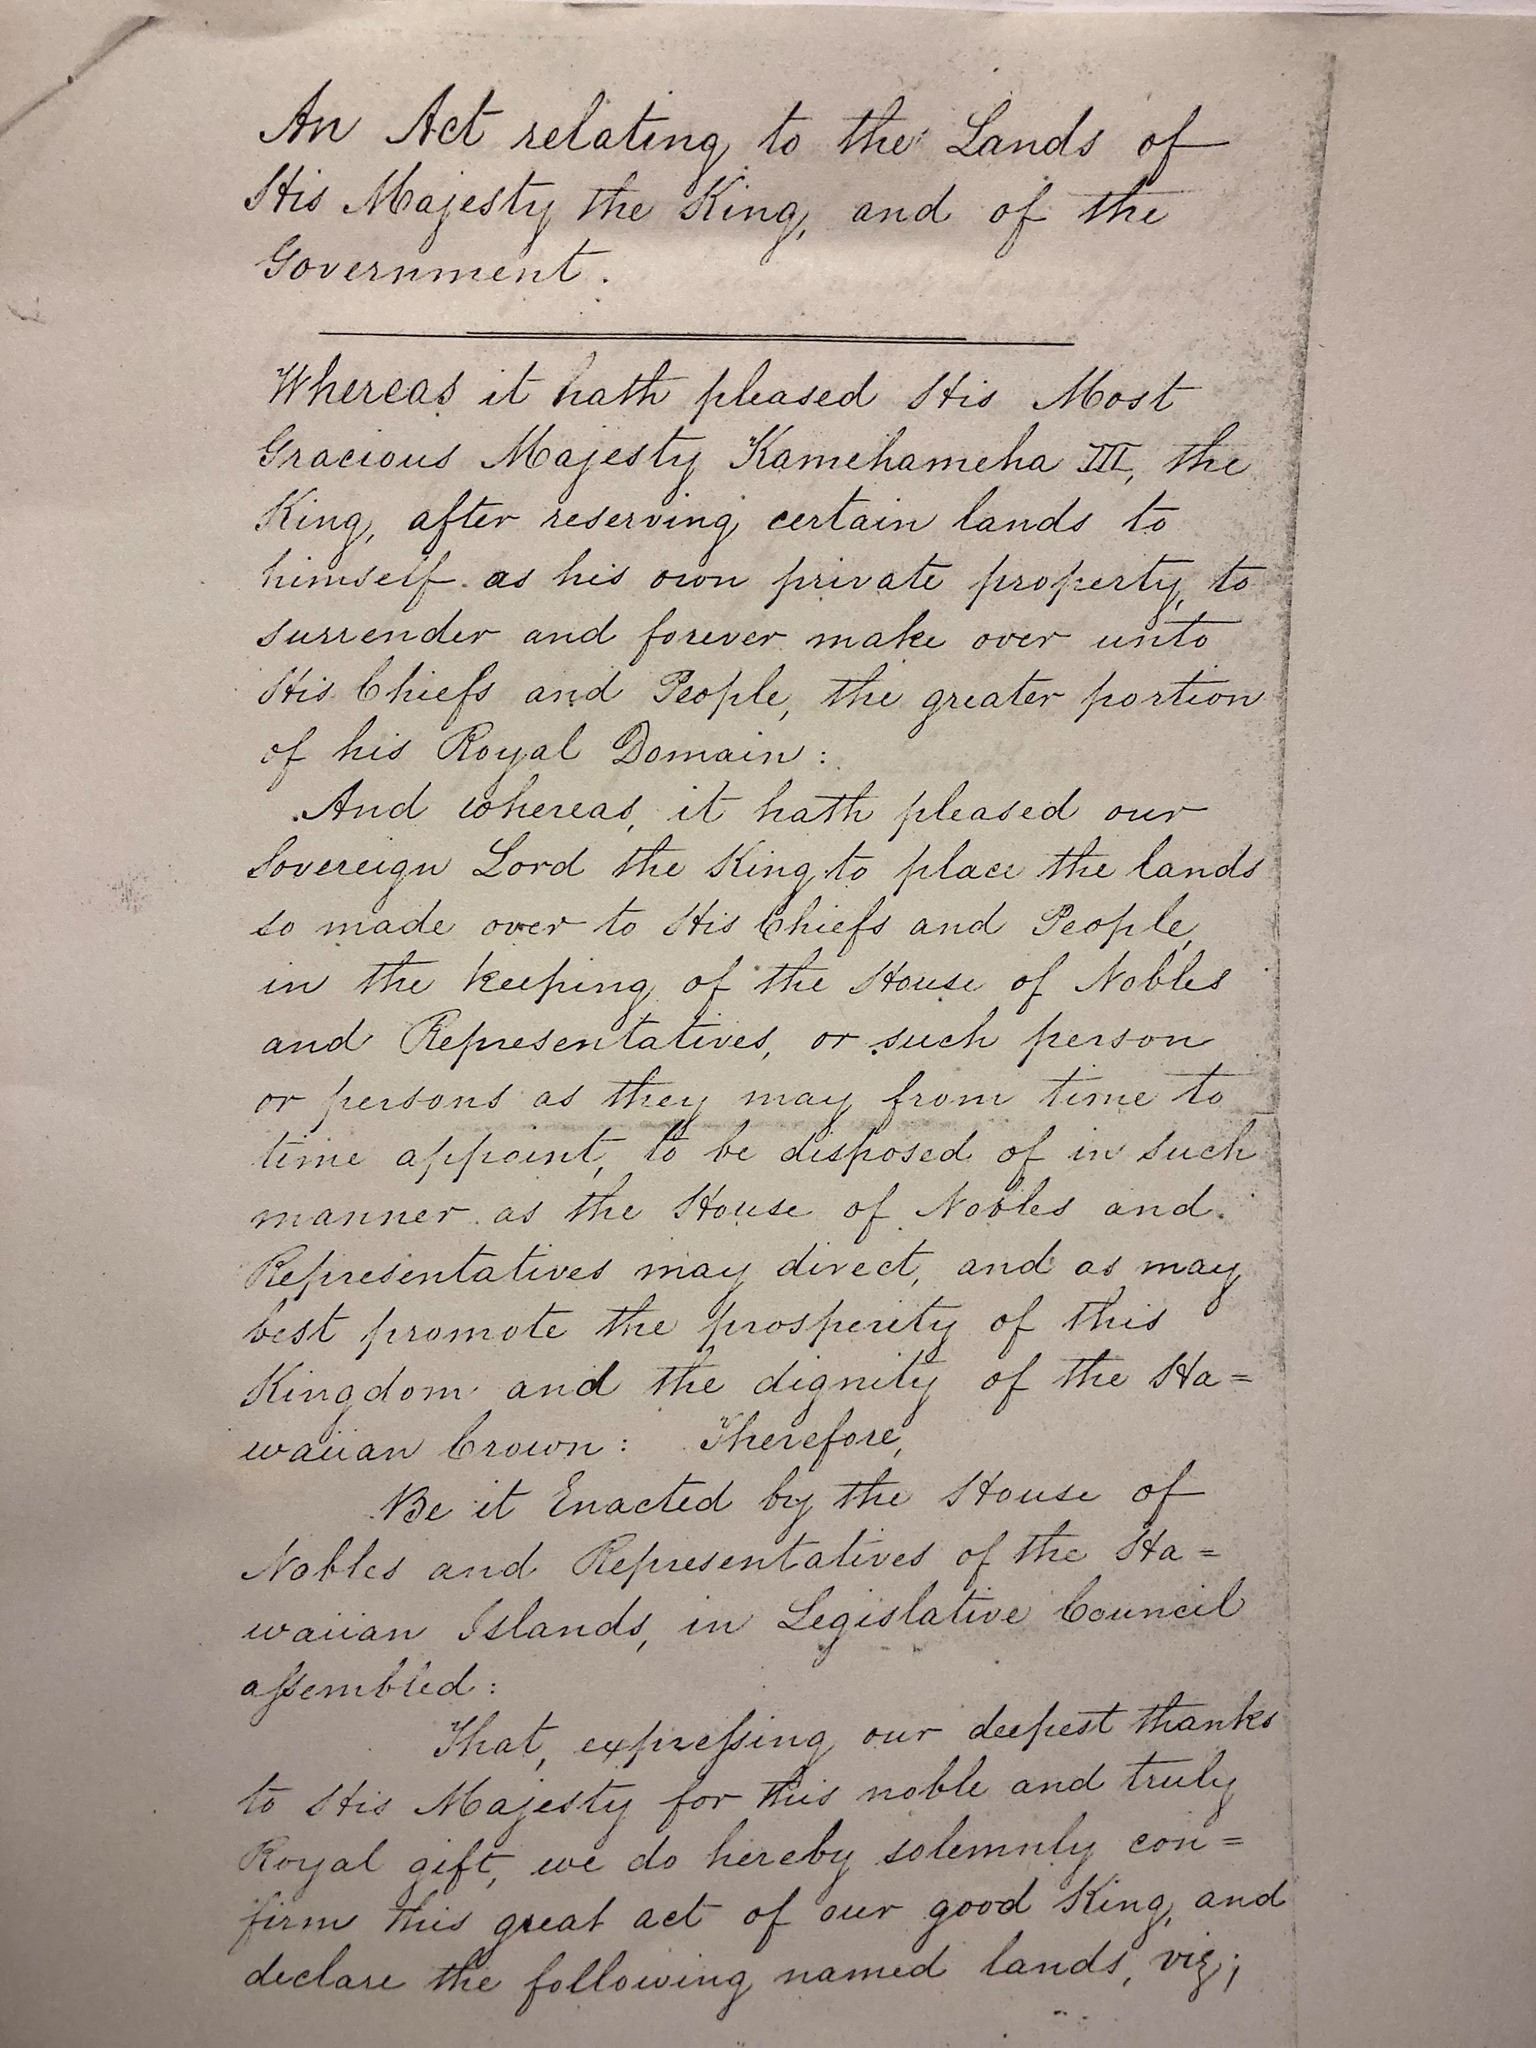 An Act relating to the Lands of
His Majesty the King, and of the
Government.
Whereas it hath pleased His Most
Gracious Majesty Kamehameha III, the
King, after reserving certain lands to
himself as his own private property, to
surrender and forever make over unto
His Chiefs and People, the greater portion
of his Royal Domain:
And whereas, it hath pleased our
Sovereign Lord the King to place the lands
so made over to His Chiefs and People,
in the keeping of the House of Nobles
and Representatives, or such person
or persons as they may from time to
time appoint, to be disposed of in such
manner as the House of Nobles and
Representatives may direct, and as may
best promote the prosperity of this
Kingdom and the dignity of the Ha=
waiian Crown: Therefore,
Be it Enacted by the House of
Nobles and Representatives of the Ha=
waiian Islands, in Legislative Council
assembled:
That, expressing our deepest thanks
to His Majesty for this noble and truly
Royal gift, we do hereby solemnly con=
firm this great act of our good King, and
declare the following named lands, viz;